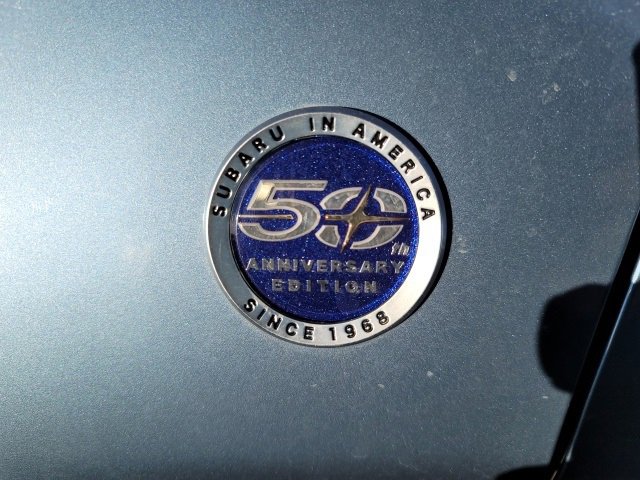 SUBARU IN AMERICA
50th
ANNIVERSARY
EDITION
SINCE 1968